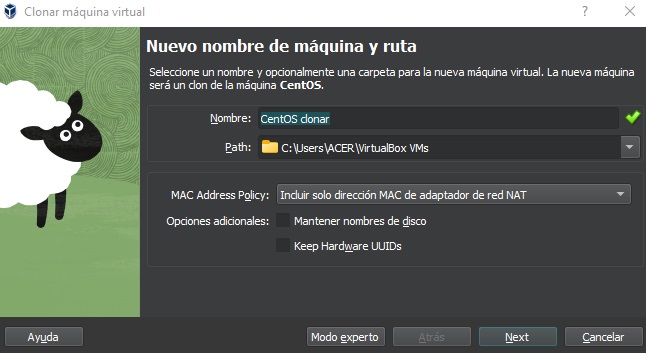 Clonar máquina virtual
Nuevo nombre de máquina y ruta
Seleccione un nombre y opcionalmente una carpeta para la nueva máquina virtual. La nueva máquina
será un clon de la máquina CentOS.
Nombre: CentOS clonar
Path: C:\Users\ACER\VirtualBox VMs
MAC Address Policy: Incluir solo dirección MAC de adaptador de red NAT
Opciones adicionales: Mantener nombres de disco
Keep Hardware UUIDs
Ayuda Modo experto Atrás Next Cancelar